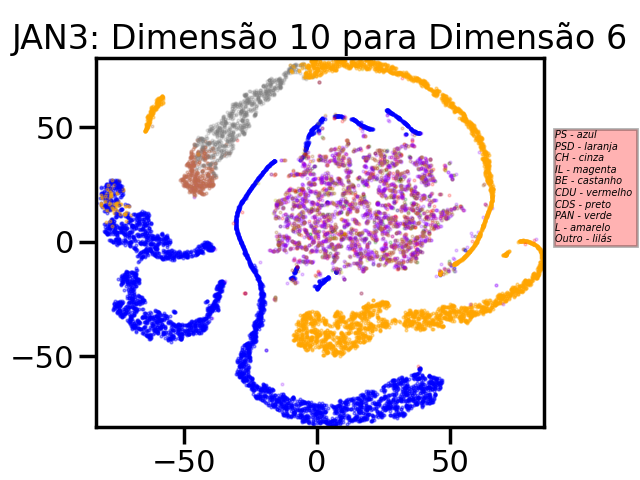 JAN3: Dimensão 10 para Dimensão 6
50
0
−50
−50
0
50
PS - azul
PSD - laranja
CH - cinza
IL - magenta
BE - castanho
CDU - vermelho
CDS - preto
PAN - verde
L - amarelo
Outro - lilás